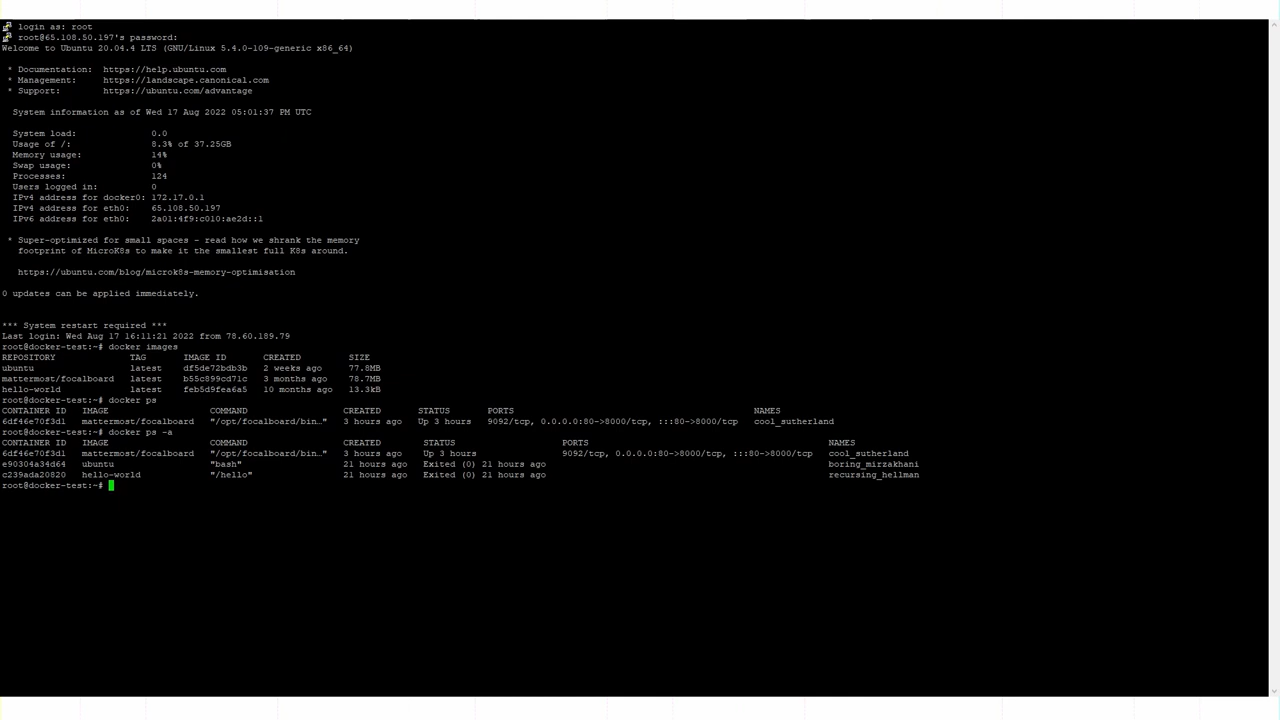 login as: root
root@65.108.50.197's password:
Welcome to Ubuntu 20.04.4 LTS (GNU/Linux 5.4.0-109-generic x86_64)
* Documentation:  https://help.ubuntu.com
* Management:     https://landscape.canonical.com
* Support:        https://ubuntu.com/advantage
System information as of Wed 17 Aug 2022 05:01:37 PM UTC
System load:              0.0
Usage of /:               8.3% of 37.25GB
Memory usage:             14%
Swap usage:               0%
Processes:                124
Users logged in:          0
IPv4 address for docker0: 172.17.0.1
IPv4 address for eth0:    65.108.50.197
IPv6 address for eth0:    2a01:4f9:c010:ae2d::1
* Super-optimized for small spaces - read how we shrank the memory
footprint of MicroK8s to make it the smallest full K8s around.
https://ubuntu.com/blog/microk8s-memory-optimisation
0 updates can be applied immediately.
*** System restart required ***
Last login: Wed Aug 17 16:11:21 2022 from 78.60.189.79
root@docker-test:~# docker images
REPOSITORY              TAG       IMAGE ID       CREATED         SIZE
ubuntu                  latest    df5de72bdb3b   2 weeks ago     77.8MB
mattermost/focalboard   latest    b55c899cd71c   3 months ago    78.7MB
hello-world             latest    feb5d9fea6a5   10 months ago   13.3kB
root@docker-test:~# docker ps
CONTAINER ID   IMAGE                   COMMAND                  CREATED       STATUS       PORTS                                             NAMES
6df46e70f3d1   mattermost/focalboard   "/opt/focalboard/bin…"   3 hours ago   Up 3 hours   9092/tcp, 0.0.0.0:80->8000/tcp, :::80->8000/tcp   cool_sutherland
root@docker-test:~# docker ps -a
CONTAINER ID   IMAGE                   COMMAND                  CREATED        STATUS                    PORTS                                             NAMES
6df46e70f3d1   mattermost/focalboard   "/opt/focalboard/bin…"   3 hours ago    Up 3 hours                9092/tcp, 0.0.0.0:80->8000/tcp, :::80->8000/tcp   cool_sutherland
e90304a34d64   ubuntu                  "bash"                   21 hours ago   Exited (0) 21 hours ago                                                     boring_mirzakhani
c239ada20820   hello-world             "/hello"                 21 hours ago   Exited (0) 21 hours ago                                                     recursing_hellman
root@docker-test:~#